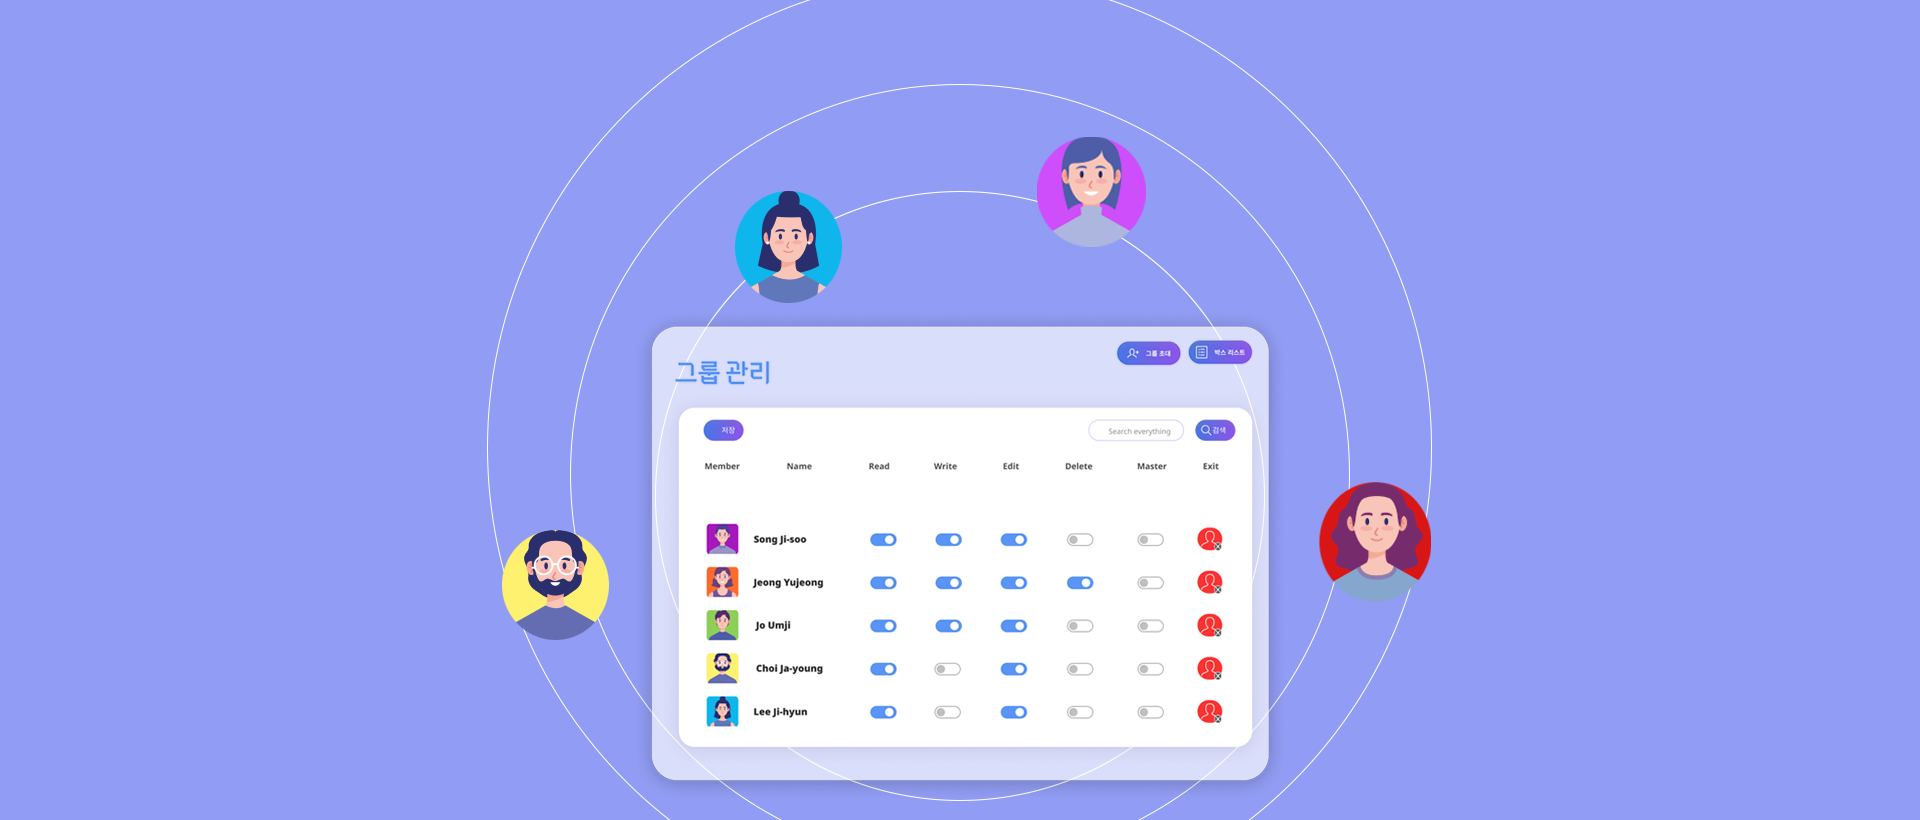 그룹 초대
박스 리스트
그룹 관리
저장
Search everything
검색
Member Name Read Write Edit Delete Master Exit
Song Ji-soo
Jeong Yujeong
Jo Umji
Choi Ja-young
Lee Ji-hyun